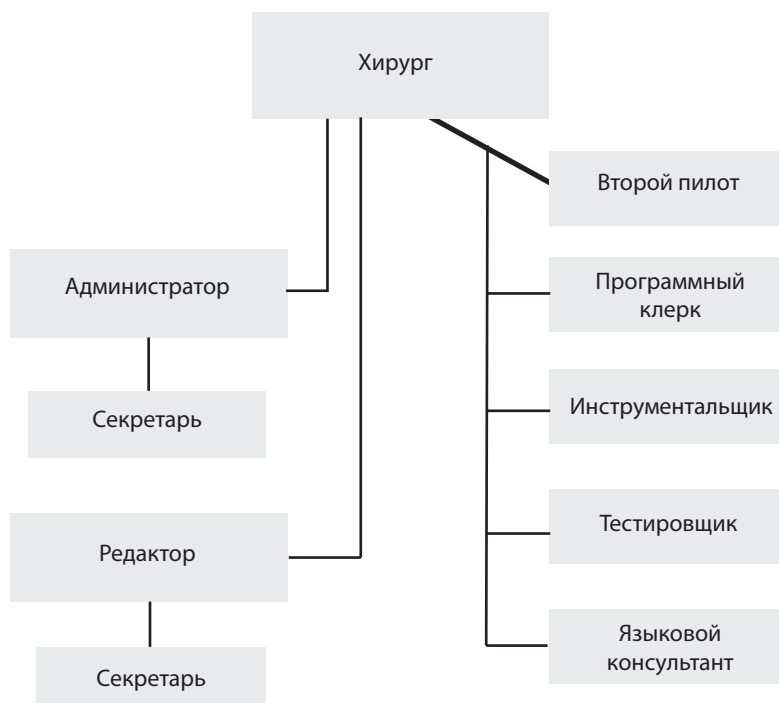 Хирург
Второй пилот
Администратор
Программный
клерк
Секретарь
Инструментальщик
Редактор
Тестировщик
Секретарь
Языковой
консультант